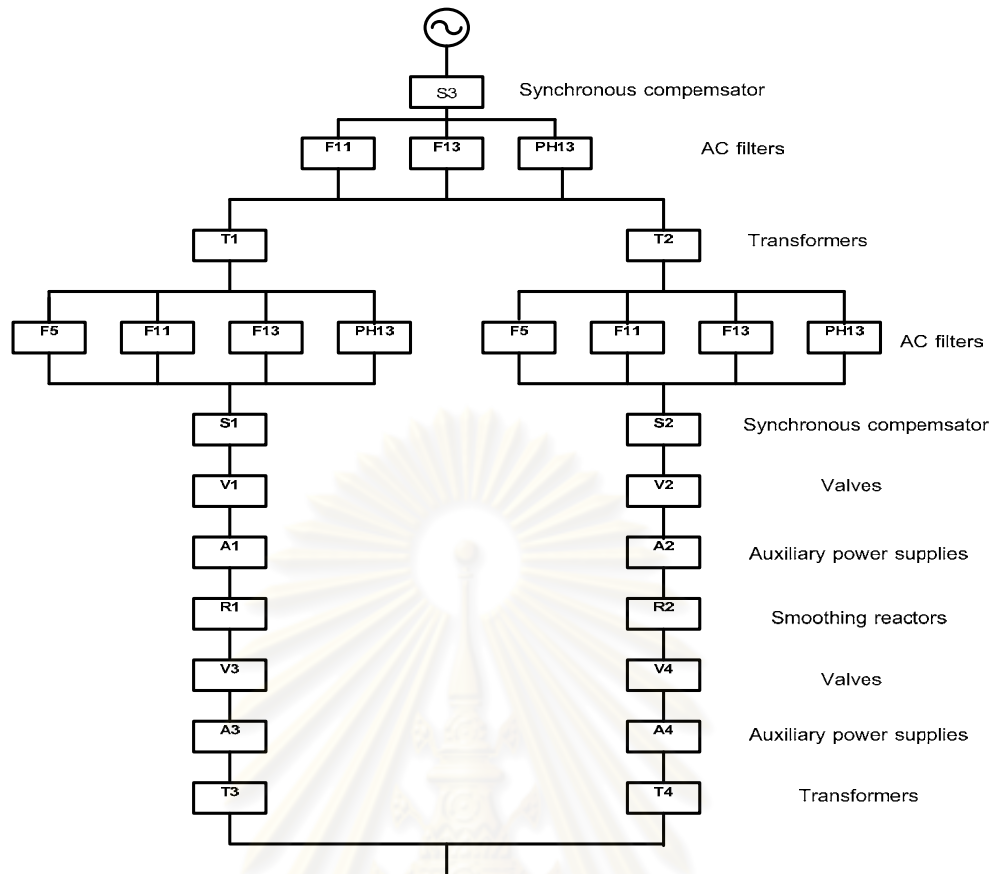 S3 Synchronous compemsator
F11 F13 PH13 AC filters
T1 T2 Transformers
F5 F11 F13 PH13 F5 F11 F13 PH13 AC filters
S1 S2 Synchronous compemsator
V1 V2 Valves
A1 A2 Auxiliary power supplies
R1 R2 Smoothing reactors
V3 V4 Valves
A3 A4 Auxiliary power supplies
T3 T4 Transformers